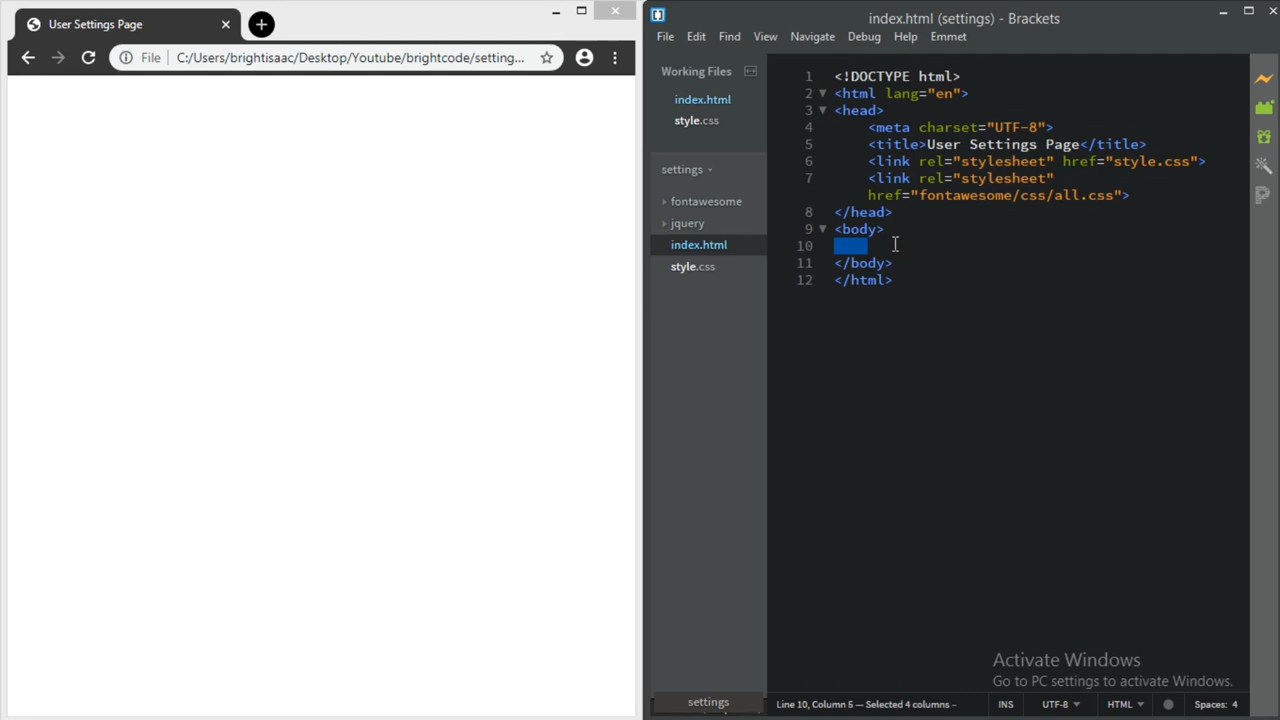 User Settings Page
File
C:/Users/brightisaac/Desktop/Youtube/brightcode/setting...
index.html (settings) - Brackets
File Edit Find View Navigate Debug Help Emmet
Working Files
index.html
style.css
settings
fontawesome
jquery
index.html
style.css
1 <!DOCTYPE html>
2 <html lang="en">
3 <head>
4 <meta charset="UTF-8">
5 <title>User Settings Page</title>
6 <link rel="stylesheet" href="style.css">
7 <link rel="stylesheet"
href="fontawesome/css/all.css">
8 </head>
9 <body>
10
11 </body>
12 </html>
Activate Windows
Go to PC settings to activate Windows.
settings
Line 10, Column 5 — Selected 4 columns –
INS UTF-8 HTML Spaces: 4